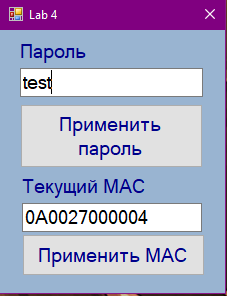 Lab 4
Пароль
test
Применить
пароль
Текущий MAC
0A0027000004
Применить MAC